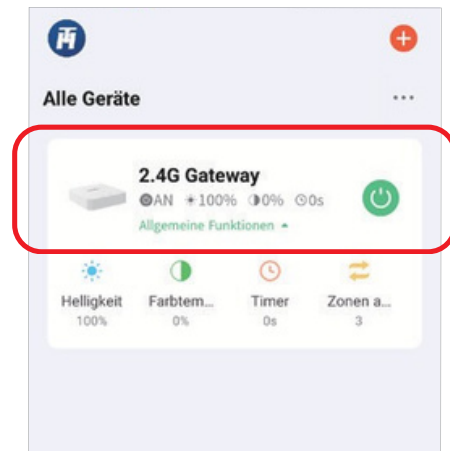 Alle Geräte
2.4G Gateway
AN 100% 0% 0s
Allgemeine Funktionen
Helligkeit Farbtem... Timer Zonen a...
100% 0% 0s 3